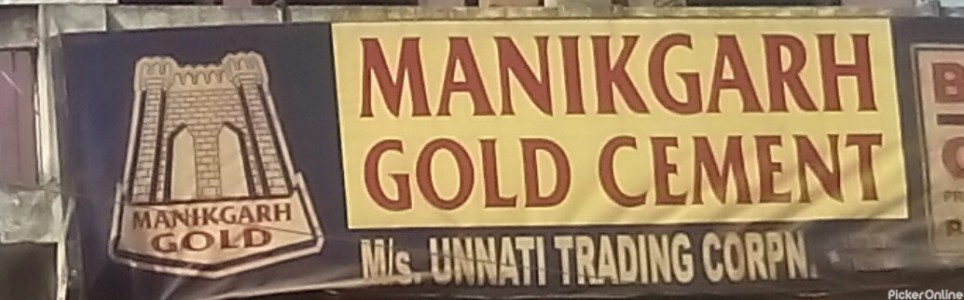 MANIKGARH
GOLD CEMENT
MANIKGARH
GOLD
M/s. UNNATI TRADING CORPN.
PickerOnline